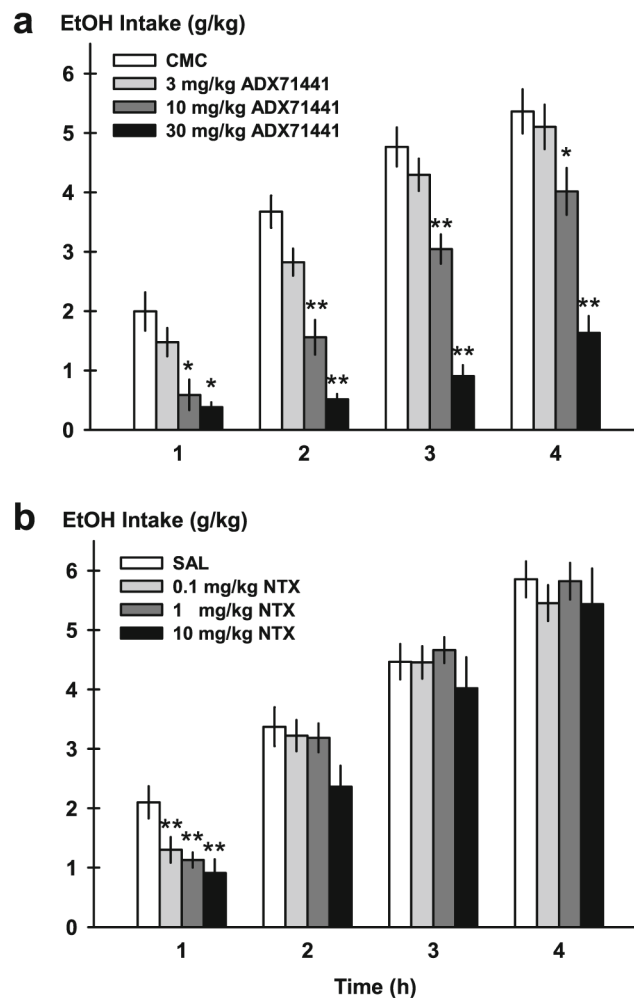 a
EtOH Intake (g/kg)
CMC
3 mg/kg ADX71441
10 mg/kg ADX71441
30 mg/kg ADX71441
6
5
4
3
2
1
0
* *
** **
** **
* **
1 2 3 4
b
EtOH Intake (g/kg)
SAL
0.1 mg/kg NTX
1 mg/kg NTX
10 mg/kg NTX
6
5
4
3
2
1
0
** ** **
1 2 3 4
Time (h)